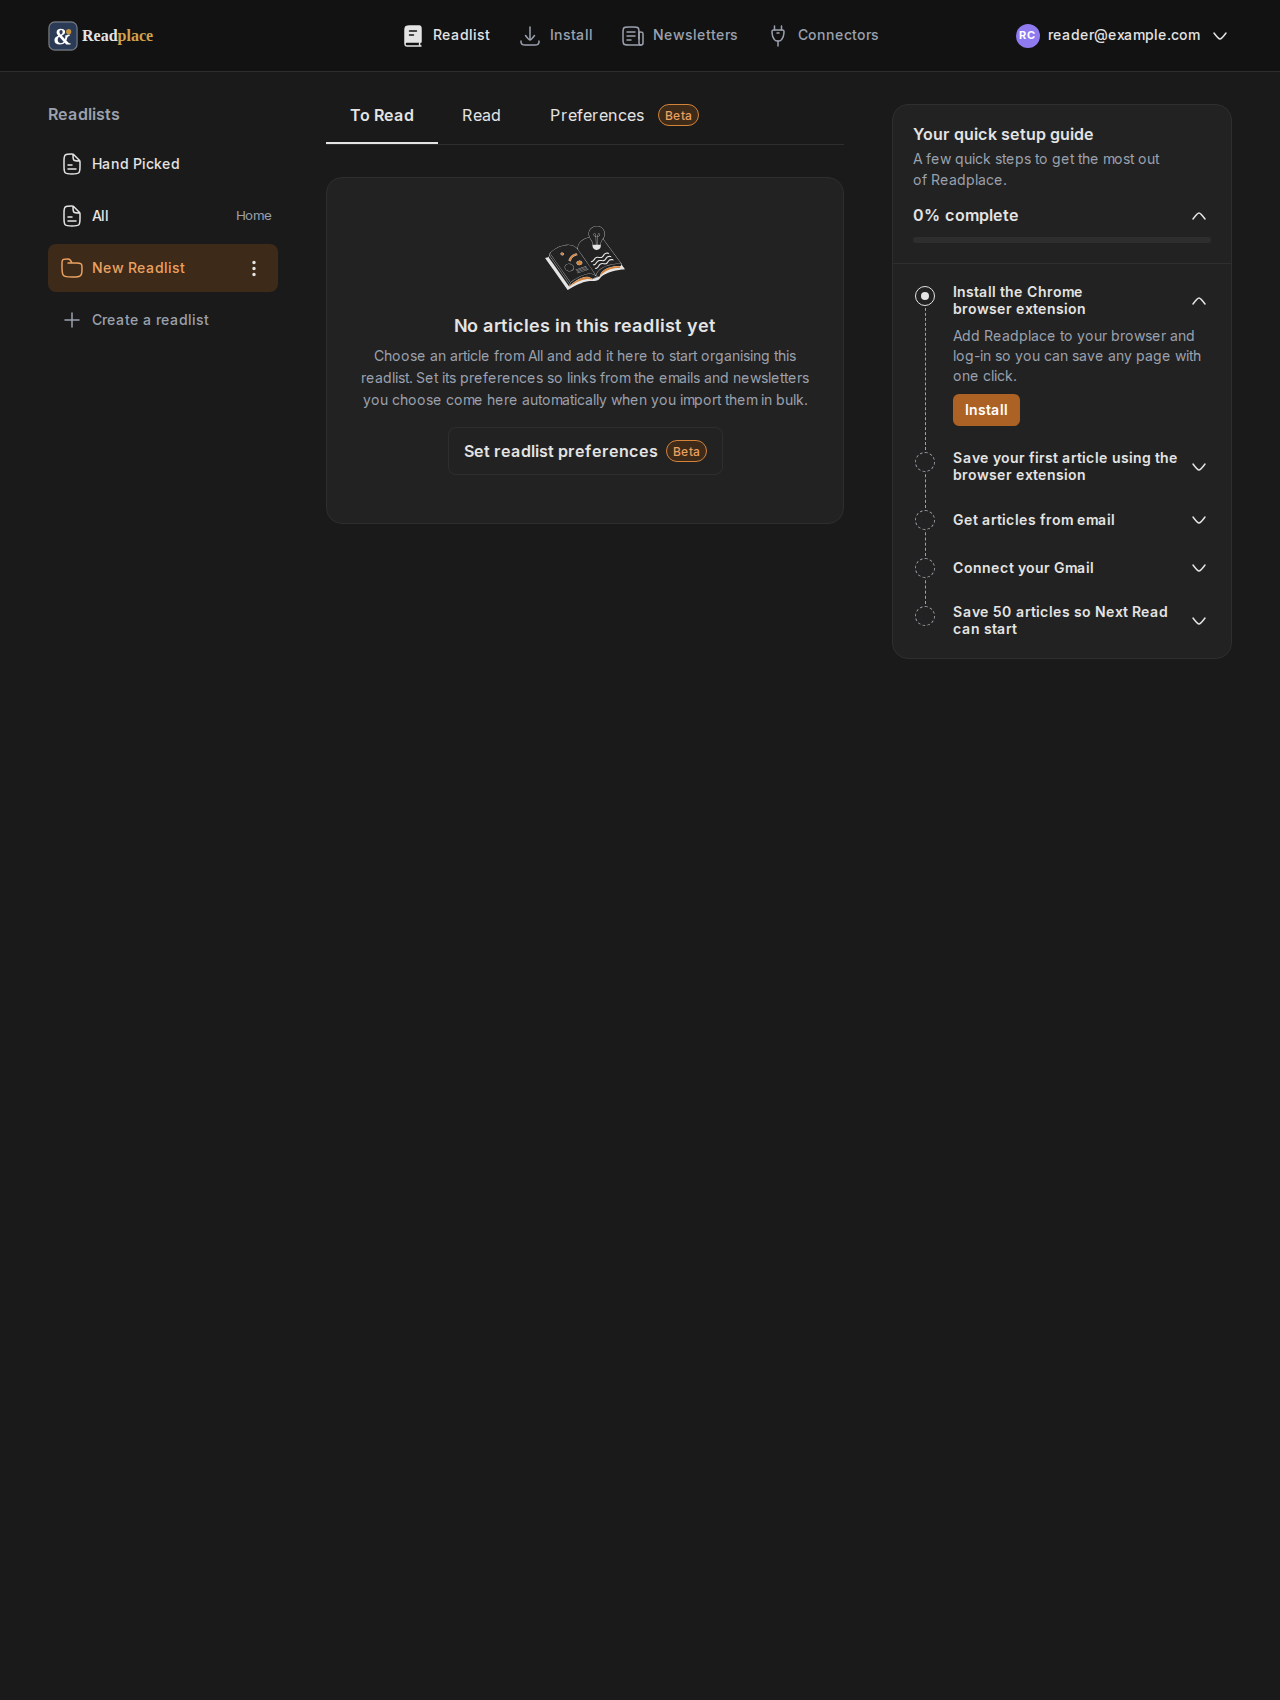 & Readplace
Readlist
Install
Newsletters
Connectors
RC
reader@example.com
Readlists
Hand Picked
All
Home
New Readlist
Create a readlist
To Read
Read
Preferences
Beta
No articles in this readlist yet
Choose an article from All and add it here to start organising this
readlist. Set its preferences so links from the emails and newsletters
you choose come here automatically when you import them in bulk.
Set readlist preferences
Beta
Your quick setup guide
A few quick steps to get the most out
of Readplace.
0% complete
Install the Chrome
browser extension
Add Readplace to your browser and
log-in so you can save any page with
one click.
Install
Save your first article using the
browser extension
Get articles from email
Connect your Gmail
Save 50 articles so Next Read
can start